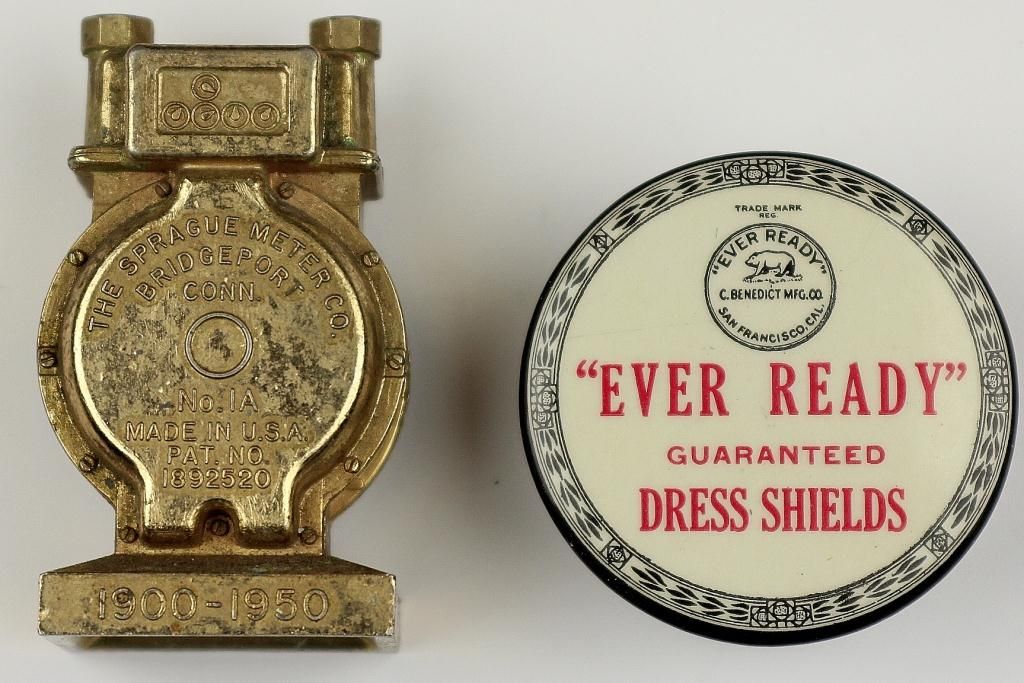 THE SPRAGUE METER CO.
BRIDGEPORT
CONN.
No. 1A
MADE IN U.S.A.
PAT. NO.
1892520
1900-1950
TRADE MARK
REG.
"EVER READY"
C. BENEDICT MFG. CO.
SAN FRANCISCO, CAL.
"EVER READY"
GUARANTEED
DRESS SHIELDS